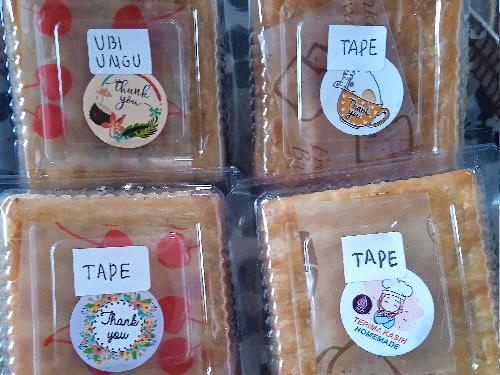 UBI
UNGU
thank
you
TAPE
Thank
you
TAPE
Thank
you
TAPE
TERIMA KASIH
HOMEMADE